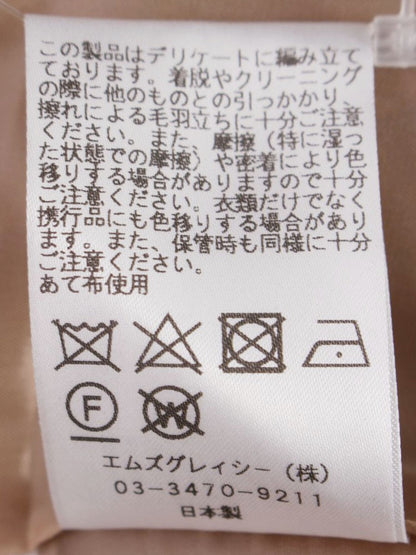 この製品はデリケートに編み立て
ております。着脱やクリーニング
の際に他のものとの引っかかり、
擦れによる毛羽立ちに十分ご注意
ください。また、摩擦(特に湿っ
た状態での摩擦)や密着により色
移りする場合がありますので十分
ご注意ください。衣類だけでなく
携行品にも色移りする場合があり
ます。また、保管時も同様に十分
ご注意ください。
あて布使用
F
W
エムズグレィシー(株)
03-3470-9211
日本製